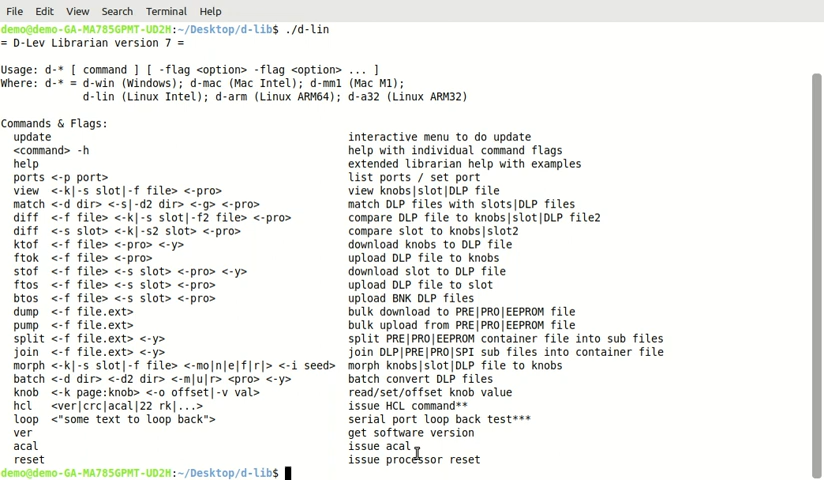 File Edit View Search Terminal Help
demo@demo-GA-MA785GPMT-UD2H:~/Desktop/d-lib$ ./d-lin
= D-Lev Librarian version 7 =
Usage: d-* [ command ] [ -flag <option> -flag <option> ... ]
Where: d-* = d-win (Windows); d-mac (Mac Intel); d-mm1 (Mac M1);
d-lin (Linux Intel); d-arm (Linux ARM64); d-a32 (Linux ARM32)
Commands & Flags:
update interactive menu to do update
<command> -h help with individual command flags
help extended librarian help with examples
ports <-p port> list ports / set port
view <-k|-s slot|-f file> <-pro> view knobs|slot|DLP file
match <-d dir> <-s|-d2 dir> <-g> <-pro> match DLP files with slots|DLP files
diff <-f file> <-k|-s slot|-f2 file> <-pro> compare DLP file to knobs|slot|DLP file2
diff <-s slot> <-k|-s2 slot> <-pro> compare slot to knobs|slot2
ktof <-f file> <-pro> <-y> download knobs to DLP file
ftok <-f file> <-pro> upload DLP file to knobs
stof <-f file> <-s slot> <-pro> <-y> download slot to DLP file
ftos <-f file> <-s slot> <-pro> upload DLP file to slot
btos <-f file> <-s slot> <-pro> upload BNK DLP files
dump <-f file.ext> bulk download to PRE|PRO|EEPROM file
pump <-f file.ext> bulk upload from PRE|PRO|EEPROM file
split <-f file.ext> <-y> split PRE|PRO|EEPROM container file into sub files
join <-f file.ext> <-y> join DLP|PRE|PRO|SPI sub files into container file
morph <-k|-s slot|-f file> <-mo|n|e|f|r|> <-i seed> morph knobs|slot|DLP file to knobs
batch <-d dir> <-d2 dir> <-m|u|r> <pro> <-y> batch convert DLP files
knob <-k page:knob> <-o offset|-v val> read/set/offset knob value
hcl <ver|crc|acal|22 rk|...> issue HCL command**
loop <"some text to loop back"> serial port loop back test***
ver get software version
acal issue acal
reset issue processor reset
demo@demo-GA-MA785GPMT-UD2H:~/Desktop/d-lib$